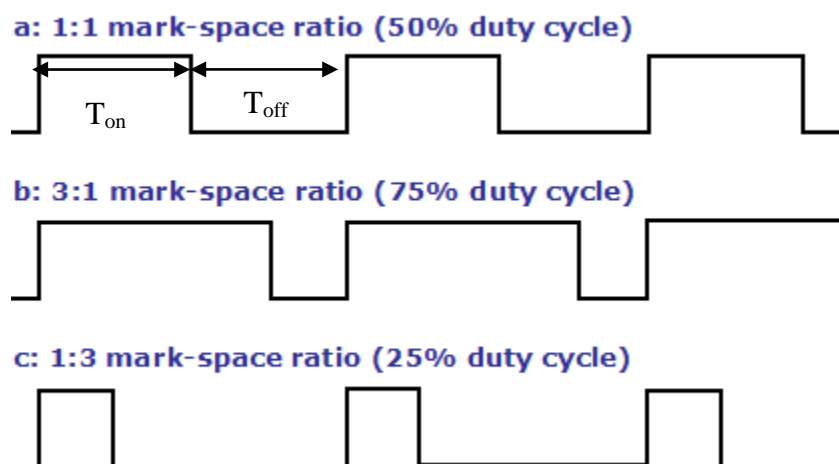 a: 1:1 mark-space ratio (50% duty cycle)
Ton
Toff
b: 3:1 mark-space ratio (75% duty cycle)
c: 1:3 mark-space ratio (25% duty cycle)